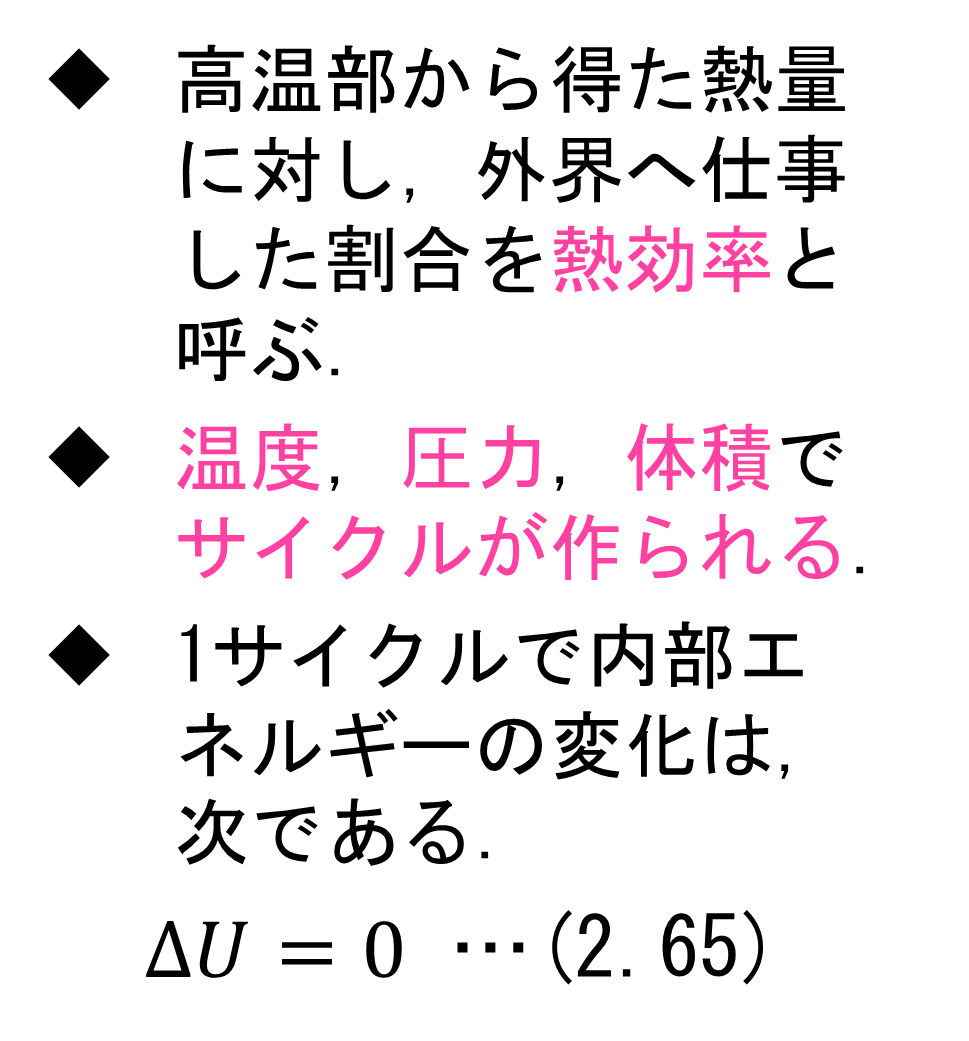 ◆ 高温部から得た熱量
に対し，外界へ仕事
した割合を熱効率と
呼ぶ．
◆ 温度，圧力，体積で
サイクルが作られる．
◆ 1サイクルで内部エ
ネルギーの変化は，
次である．
ΔU = 0 …(2.65)